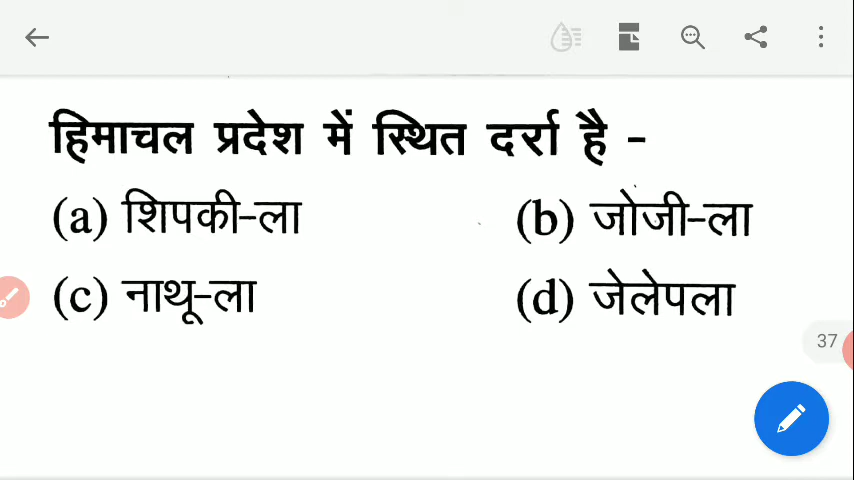 हिमाचल प्रदेश में स्थित दर्रा है -
(a) शिपकी-ला (b) जोजी-ला
(c) नाथू-ला (d) जेलेपला
37